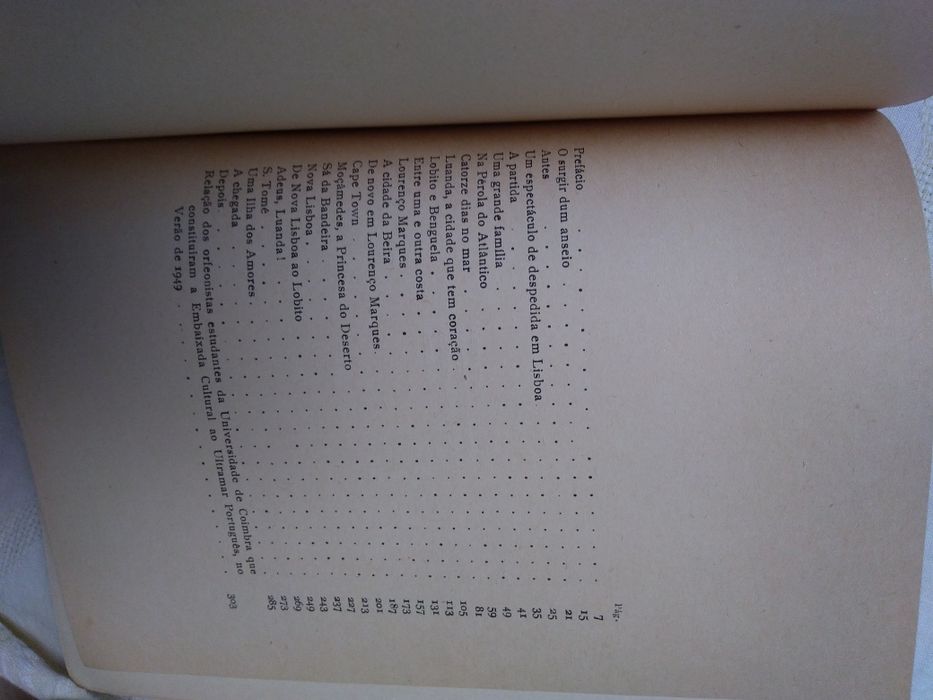 Pág.
Prefácio . . . . . . . . . . 7
O surgir dum anseio . . . . . . . . . . 15
Antes . . . . . . . . . . 21
Um espectáculo de despedida em Lisboa . . . . . . 25
A partida . . . . . . . . . . 35
Uma grande família . . . . . . . . . . 41
Na Pérola do Atlântico . . . . . . . . . . 49
Catorze dias no mar . . . . . . . . . . 59
Luanda, a cidade que tem coração . . . . . . . . 81
Lobito e Benguela . . . . . . . . . . 105
Entre uma e outra costa . . . . . . . . . . 113
Lourenço Marques . . . . . . . . . . 131
A cidade da Beira . . . . . . . . . . 157
De novo em Lourenço Marques . . . . . . . . 173
Cape Town . . . . . . . . . . 187
Moçâmedes, a Princesa do Deserto . . . . . . . . 201
Sá da Bandeira . . . . . . . . . . 213
Nova Lisboa . . . . . . . . . . 227
De Nova Lisboa ao Lobito . . . . . . . . . . 237
Adeus, Luanda! . . . . . . . . . . 243
S. Tomé . . . . . . . . . . 249
Uma Ilha dos Amores . . . . . . . . . . 269
A chegada . . . . . . . . . . 273
Depois . . . . . . . . . . 285
Relação dos orfeonistas estudantes da Universidade de Coimbra que
constituíram a Embaixada Cultural ao Ultramar Português, no
Verão de 1949 . . . . . . . . . . 303